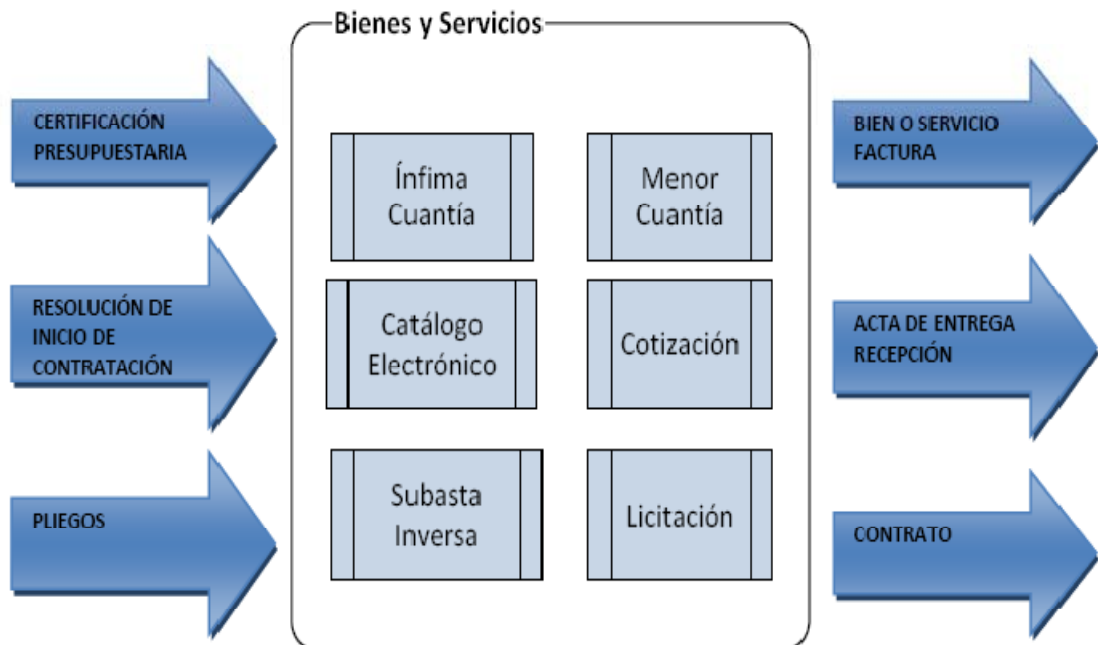 Bienes y Servicios
CERTIFICACIÓN
PRESUPUESTARIA
RESOLUCIÓN DE
INICIO DE
CONTRATACIÓN
PLIEGOS
Ínfima
Cuantía
Menor
Cuantía
Catálogo
Electrónico
Cotización
Subasta
Inversa
Licitación
BIEN O SERVICIO
FACTURA
ACTA DE ENTREGA
RECEPCIÓN
CONTRATO